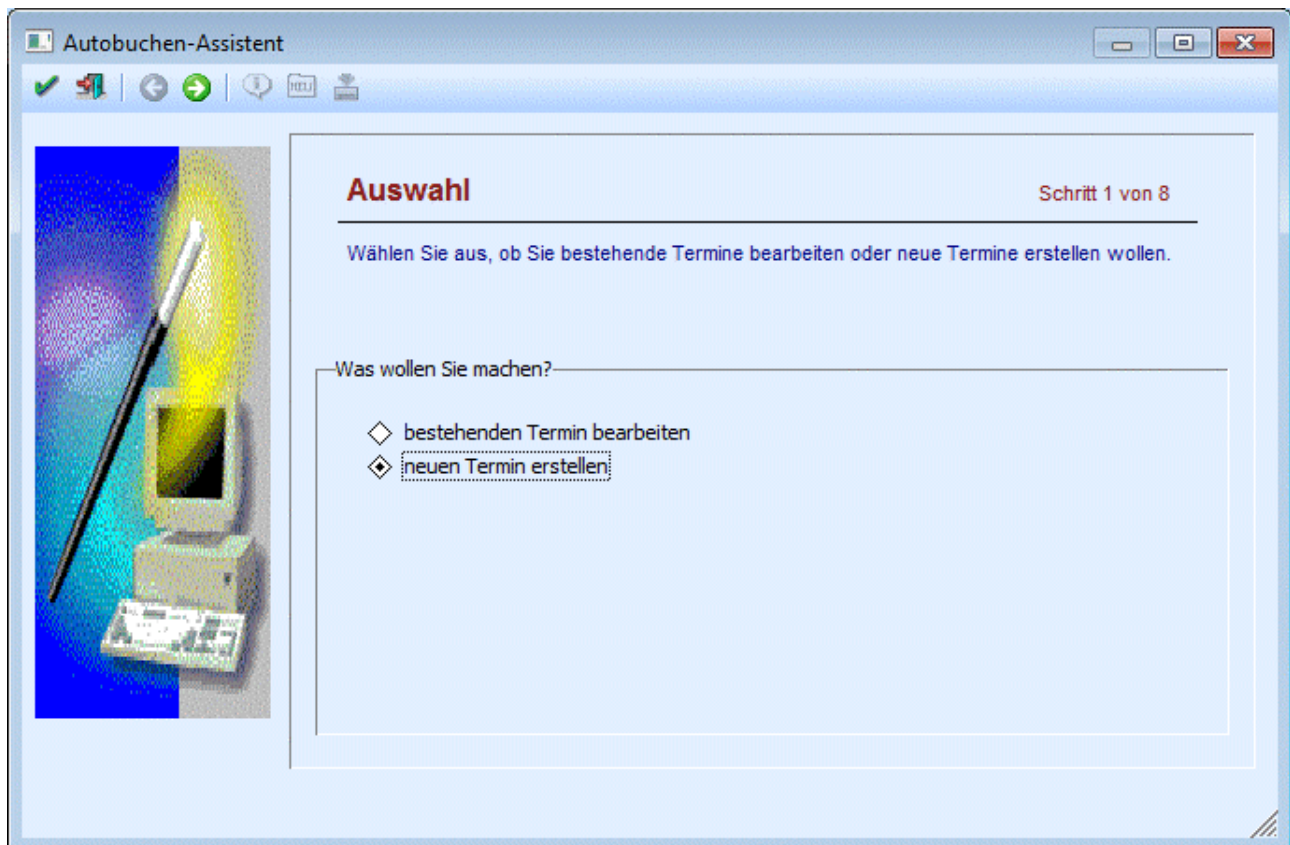 Autobuchen-Assistent
NEU
Auswahl
Schritt 1 von 8
Wählen Sie aus, ob Sie bestehende Termine bearbeiten oder neue Termine erstellen wollen.
Was wollen Sie machen?
bestehenden Termin bearbeiten
neuen Termin erstellen